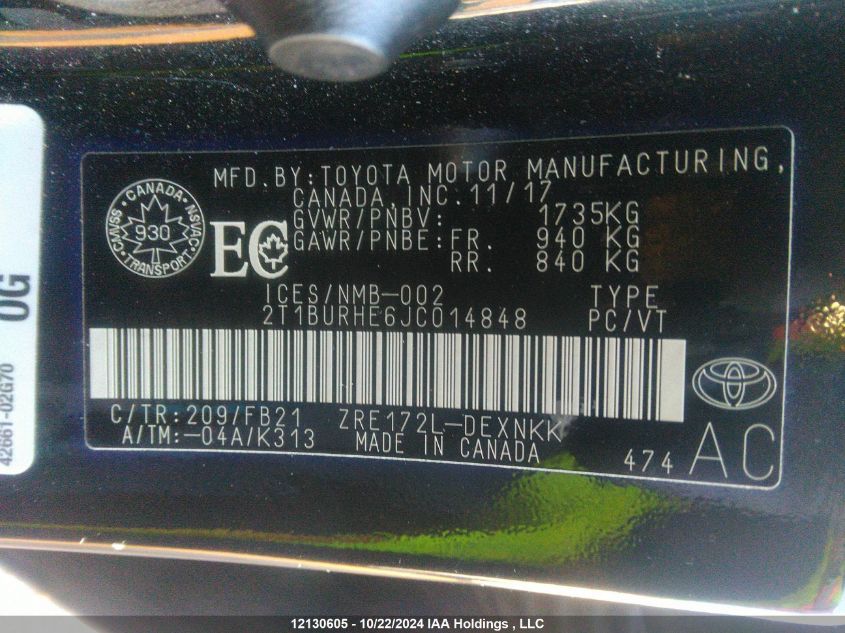 MFD.BY:TOYOTA MOTOR MANUFACTURING,
CANADA,INC.11/17
GVWR/PNBV: 1735KG
GAWR/PNBE:FR. 940 KG
RR. 840 KG
CANADA
930
CMVSS NSVAC
TRANSPORT
EC
ICES/NMB-002 TYPE
2T1BURHE6JC014848 PC/VT
C/TR:209/FB21 ZRE172L-DEXNKK
A/TM:-04A/K313 MADE IN CANADA
474 AC
0G
42661-02G70
12130605 - 10/22/2024 IAA Holdings , LLC